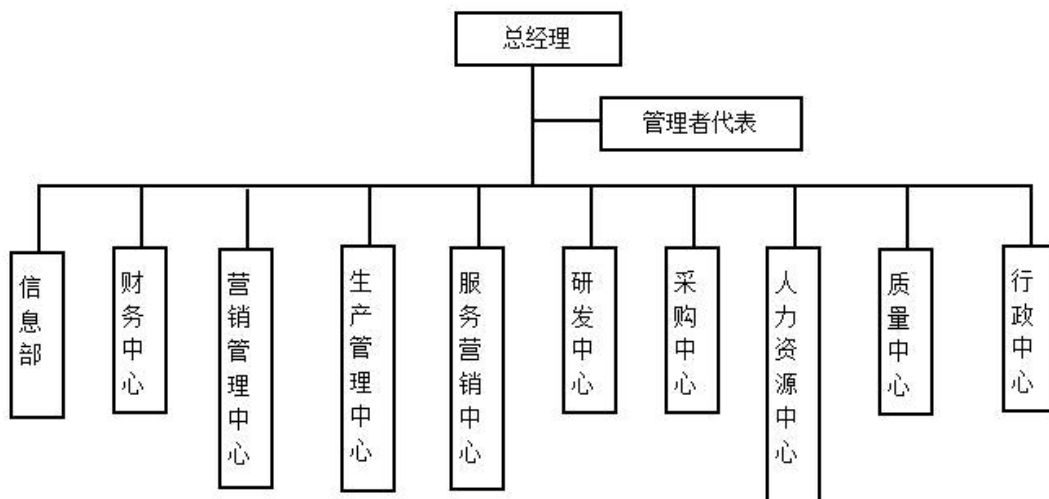 总经理
管理者代表
信息部
财务中心
营销管理中心
生产管理中心
服务营销中心
研发中心
采购中心
人力资源中心
质量中心
行政中心